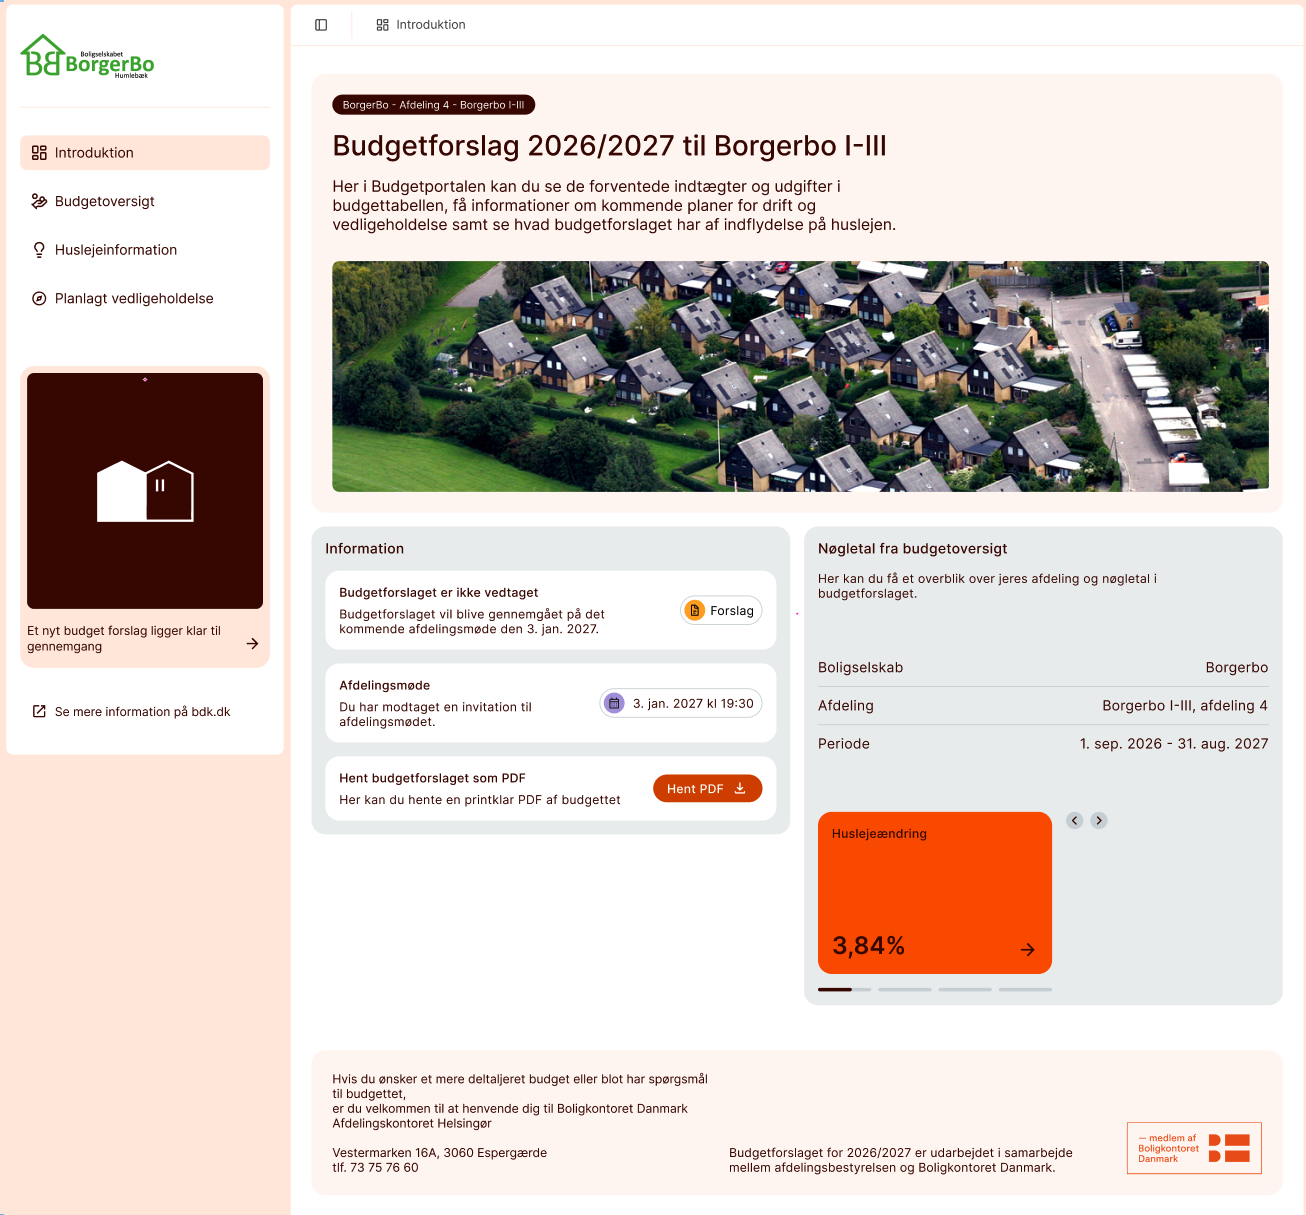 Boligselskabet
BB BorgerBo
Humlebæk
Introduktion
Budgetoversigt
Huslejeinformation
Planlagt vedligeholdelse
Et nyt budget forslag ligger klar til
gennemgang
Se mere information på bdk.dk
Introduktion
BorgerBo - Afdeling 4 - Borgerbo I-III
Budgetforslag 2026/2027 til Borgerbo I-III
Her i Budgetportalen kan du se de forventede indtægter og udgifter i
budgettabellen, få informationer om kommende planer for drift og
vedligeholdelse samt se hvad budgetforslaget har af indflydelse på huslejen.
Information
Budgetforslaget er ikke vedtaget
Budgetforslaget vil blive gennemgået på det
kommende afdelingsmøde den 3. jan. 2027.
Forslag
Afdelingsmøde
Du har modtaget en invitation til
afdelingsmødet.
3. jan. 2027 kl 19:30
Hent budgetforslaget som PDF
Her kan du hente en printklar PDF af budgettet
Hent PDF
Nøgletal fra budgetoversigt
Her kan du få et overblik over jeres afdeling og nøgletal i
budgetforslaget.
Boligselskab Borgerbo
Afdeling Borgerbo I-III, afdeling 4
Periode 1. sep. 2026 - 31. aug. 2027
Huslejeændring
3,84%
Hvis du ønsker et mere deltaljeret budget eller blot har spørgsmål
til budgettet,
er du velkommen til at henvende dig til Boligkontoret Danmark
Afdelingskontoret Helsingør
Vestermarken 16A, 3060 Espergærde
tlf. 73 75 76 60
Budgetforslaget for 2026/2027 er udarbejdet i samarbejde
mellem afdelingsbestyrelsen og Boligkontoret Danmark.
— medlem af
Boligkontoret
Danmark